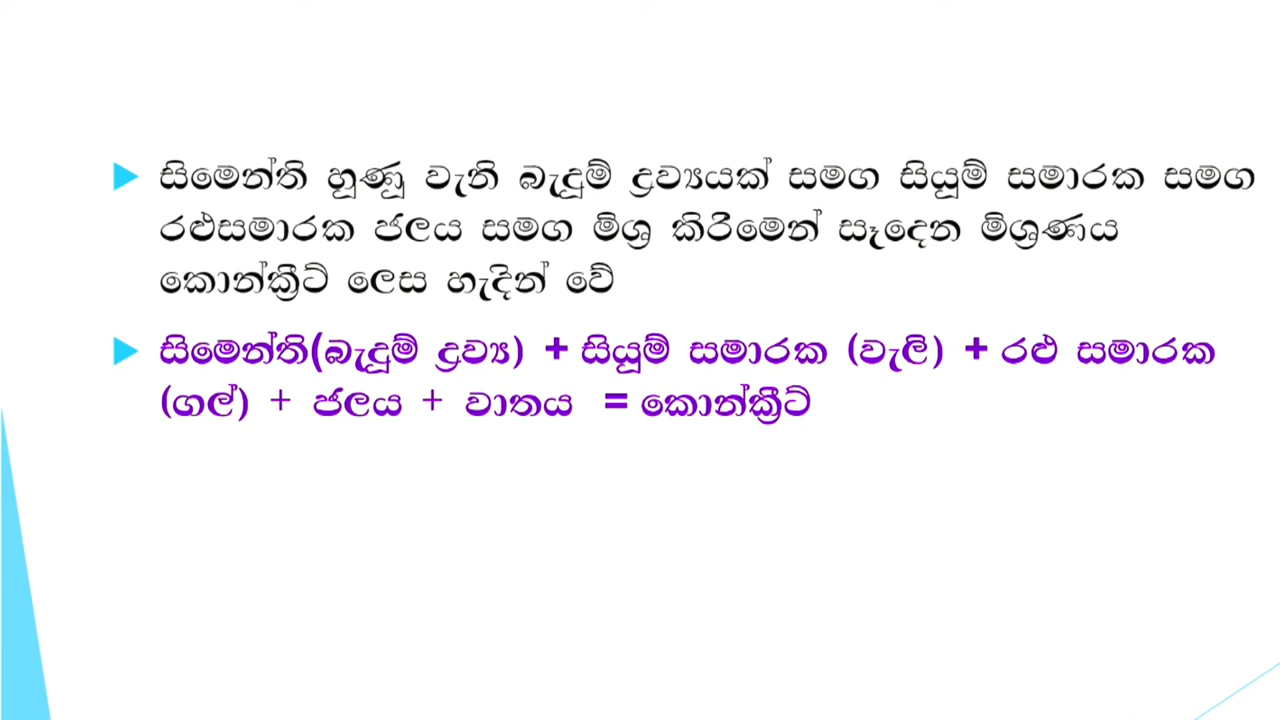 සිමෙන්ති හුණූ වැනි බැඳුම් ද්‍රව්‍යයක් සමග සියුම් සමාරක සමග
රළුසමාරක ජලය සමග මිශ්‍ර කිරීමෙන් සෑදෙන මිශ්‍රණය
කොන්ක්‍රීට් ලෙස හැදින් වේ
සිමෙන්ති(බැඳුම් ද්‍රව්‍ය) + සියුම් සමාරක (වැලි) + රළු සමාරක
(ගල්) + ජලය + වාතය = කොන්ක්‍රීට්